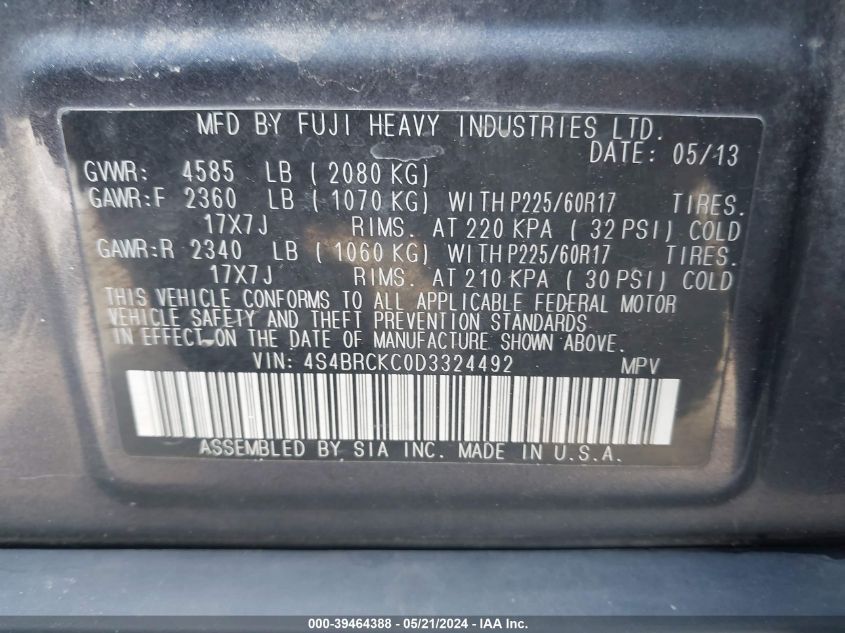 MFD BY FUJI HEAVY INDUSTRIES LTD.
DATE: 05/13
GVWR: 4585 LB ( 2080 KG)
GAWR:F 2360 LB ( 1070 KG) WITH P225/60R17 TIRES.
17X7J RIMS. AT 220 KPA ( 32 PSI) COLD
GAWR:R 2340 LB ( 1060 KG) WITH P225/60R17 TIRES.
17X7J RIMS. AT 210 KPA ( 30 PSI) COLD
THIS VEHICLE CONFORMS TO ALL APPLICABLE FEDERAL MOTOR
VEHICLE SAFETY AND THEFT PREVENTION STANDARDS
IN EFFECT ON THE DATE OF MANUFACTURE SHOWN ABOVE.
VIN: 4S4BRCKC0D3324492 MPV
ASSEMBLED BY SIA INC. MADE IN U.S.A.
000-39464388 - 05/21/2024 - IAAI.COM